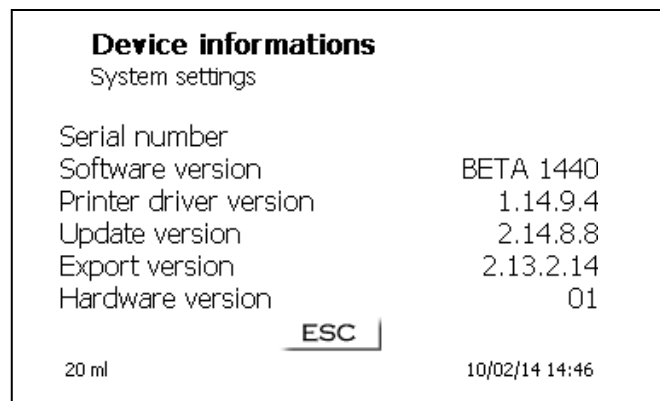 Device informations
System settings
Serial number
Software version BETA 1440
Printer driver version 1.14.9.4
Update version 2.14.8.8
Export version 2.13.2.14
Hardware version 01
ESC
20 ml 10/02/14 14:46